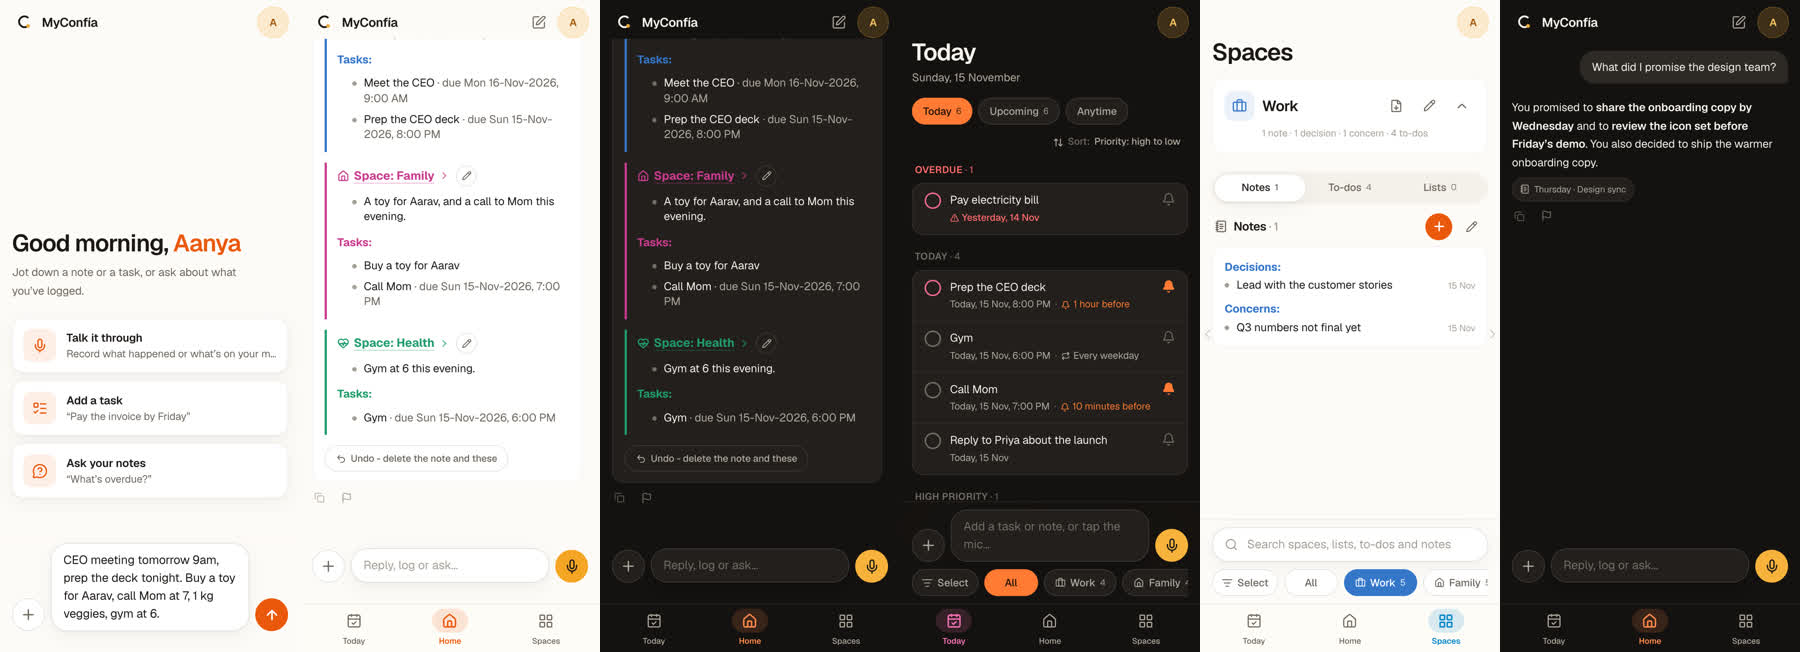 MyConfía
A
Good morning, Aanya
Jot down a note or a task, or ask about what
you've logged.
Talk it through
Record what happened or what's on your m...
Add a task
"Pay the invoice by Friday"
Ask your notes
"What's overdue?"
CEO meeting tomorrow 9am,
prep the deck tonight. Buy a toy
for Aarav, call Mom at 7, 1 kg
veggies, gym at 6.
MyConfía
A
Tasks:
Meet the CEO · due Mon 16-Nov-2026,
9:00 AM
Prep the CEO deck · due Sun 15-Nov-
2026, 8:00 PM
Space: Family
A toy for Aarav, and a call to Mom this
evening.
Tasks:
Buy a toy for Aarav
Call Mom · due Sun 15-Nov-2026, 7:00
PM
Space: Health
Gym at 6 this evening.
Tasks:
Gym · due Sun 15-Nov-2026, 6:00 PM
Undo - delete the note and these
Reply, log or ask...
Today
Home
Spaces
MyConfía
A
Tasks:
Meet the CEO · due Mon 16-Nov-2026,
9:00 AM
Prep the CEO deck · due Sun 15-Nov-
2026, 8:00 PM
Space: Family
A toy for Aarav, and a call to Mom this
evening.
Tasks:
Buy a toy for Aarav
Call Mom · due Sun 15-Nov-2026, 7:00
PM
Space: Health
Gym at 6 this evening.
Tasks:
Gym · due Sun 15-Nov-2026, 6:00 PM
Undo - delete the note and these
Reply, log or ask...
Today
Home
Spaces
A
Today
Sunday, 15 November
Today 6
Upcoming 6
Anytime
Sort: Priority: high to low
OVERDUE · 1
Pay electricity bill
Yesterday, 14 Nov
TODAY · 4
Prep the CEO deck
Today, 15 Nov, 8:00 PM · 1 hour before
Gym
Today, 15 Nov, 6:00 PM · Every weekday
Call Mom
Today, 15 Nov, 7:00 PM · 10 minutes before
Reply to Priya about the launch
Today, 15 Nov
HIGH PRIORITY · 1
Add a task or note, or tap the
mic...
Select
All
Work 4
Family
Today
Home
Spaces
A
Spaces
Work
1 note · 1 decision · 1 concern · 4 to-dos
Notes 1
To-dos 4
Lists 0
Notes · 1
Decisions:
Lead with the customer stories
15 Nov
Concerns:
Q3 numbers not final yet
15 Nov
Search spaces, lists, to-dos and notes
Select
All
Work 5
Family
Today
Home
Spaces
MyConfía
A
What did I promise the design team?
You promised to share the onboarding copy by
Wednesday and to review the icon set before
Friday's demo. You also decided to ship the warmer
onboarding copy.
Thursday · Design sync
Reply, log or ask...
Today
Home
Spaces